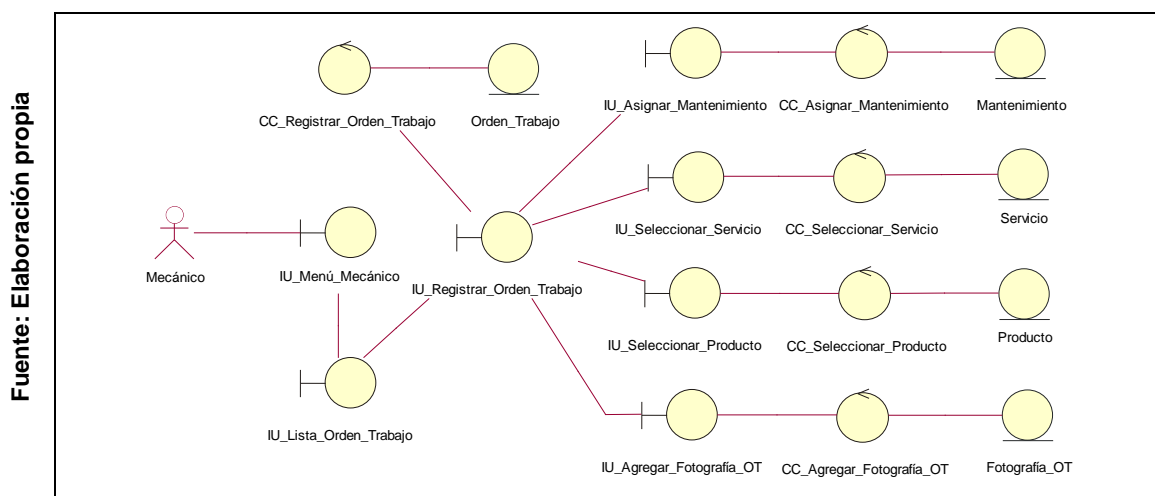 Fuente: Elaboración propia
CC_Registrar_Orden_Trabajo
Orden_Trabajo
IU_Asignar_Mantenimiento
CC_Asignar_Mantenimiento
Mantenimiento
IU_Seleccionar_Servicio
CC_Seleccionar_Servicio
Servicio
Mecánico
IU_Menú_Mecánico
IU_Registrar_Orden_Trabajo
IU_Seleccionar_Producto
CC_Seleccionar_Producto
Producto
IU_Lista_Orden_Trabajo
IU_Agregar_Fotografía_OT
CC_Agregar_Fotografía_OT
Fotografía_OT